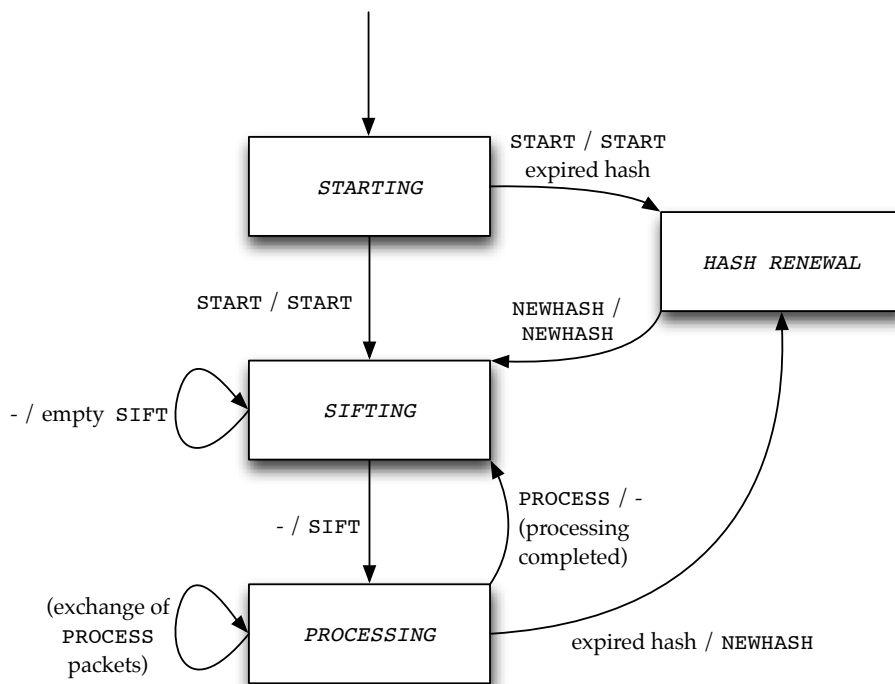 START / START
expired hash
STARTING
HASH RENEWAL
START / START
NEWHASH /
NEWHASH
- / empty SIFT
SIFTING
PROCESS / -
(processing
completed)
- / SIFT
(exchange of
PROCESS
packets)
PROCESSING
expired hash / NEWHASH